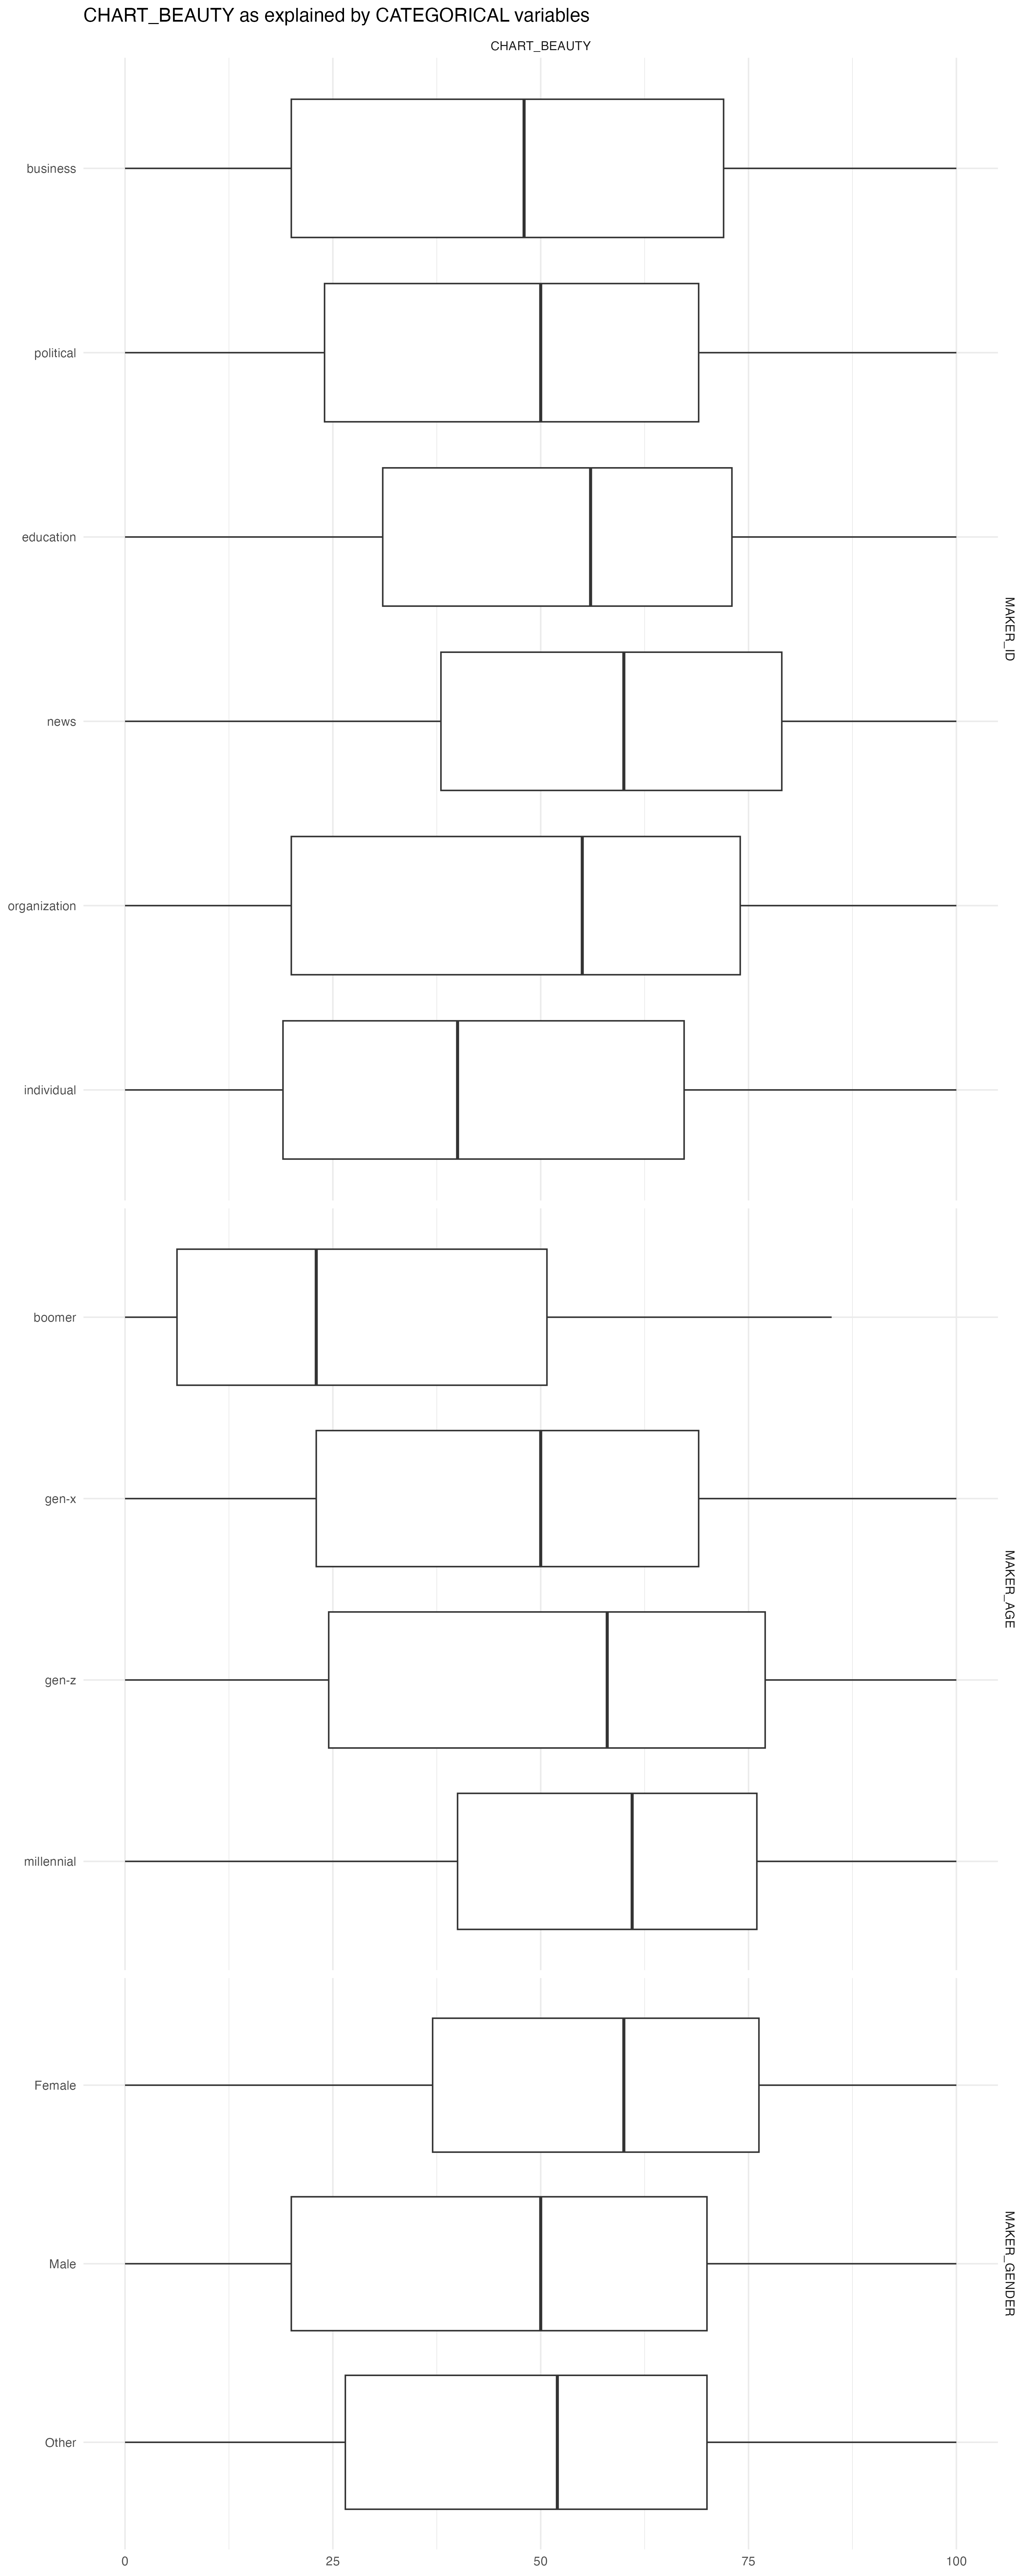 CHART_BEAUTY as explained by CATEGORICAL variables
CHART_BEAUTY
business
political
education
news
organization
individual
MAKER_ID
boomer
gen-x
gen-z
millennial
MAKER_AGE
Female
Male
Other
MAKER_GENDER
0 25 50 75 100